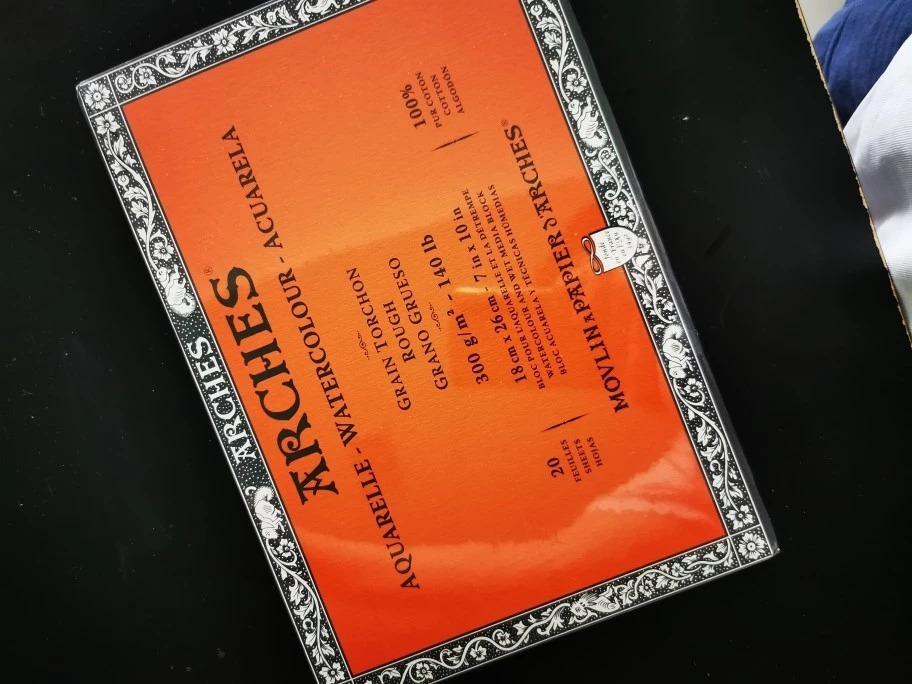 ARCHES
ARCHES®
AQUARELLE - WATERCOLOUR - ACUARELA
GRAIN TORCHON
ROUGH
GRANO GRUESO
300 g/m² - 140 lb
18 cm x 26 cm - 7 in x 10 in
BLOC POUR L'AQUARELLE ET LA DÉTREMPE
WATERCOLOUR AND WET MEDIA BLOCK
BLOC ACUARELA Y TECNICAS HÚMEDAS
20
FEUILLES
SHEETS
HOJAS
100%
PUR COTON
COTTON
ALGODÓN
MOVLIN A PAPIER d'ARCHES®